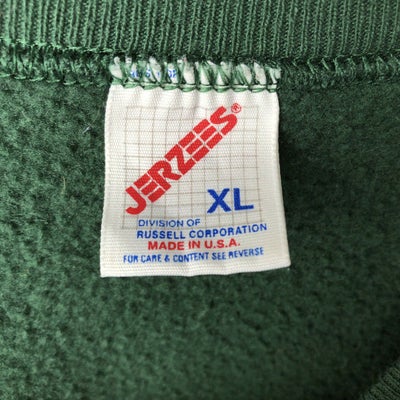 JERZEES®
XL
DIVISION OF
RUSSELL CORPORATION
MADE IN U.S.A.
FOR CARE & CONTENT SEE REVERSE